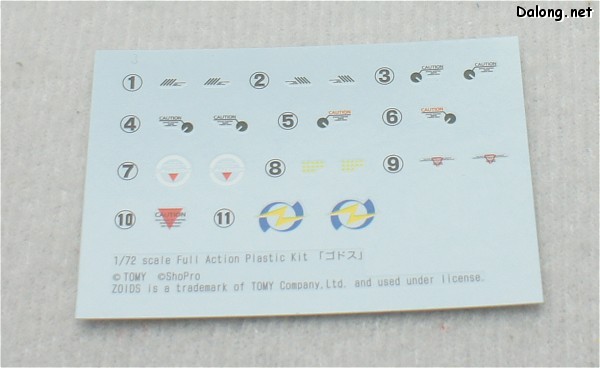 Dalong.net
① ② ③
CAUTION CAUTION
④ CAUTION CAUTION ⑤ CAUTION ⑥ CAUTION
⑦ ⑧ ⑨
⑩ CAUTION ⑪
1/72 scale Full Action Plastic Kit 「ゴドス」
© TOMY ©ShoPro
ZOIDS is a trademark of TOMY Company,Ltd. and used under license.